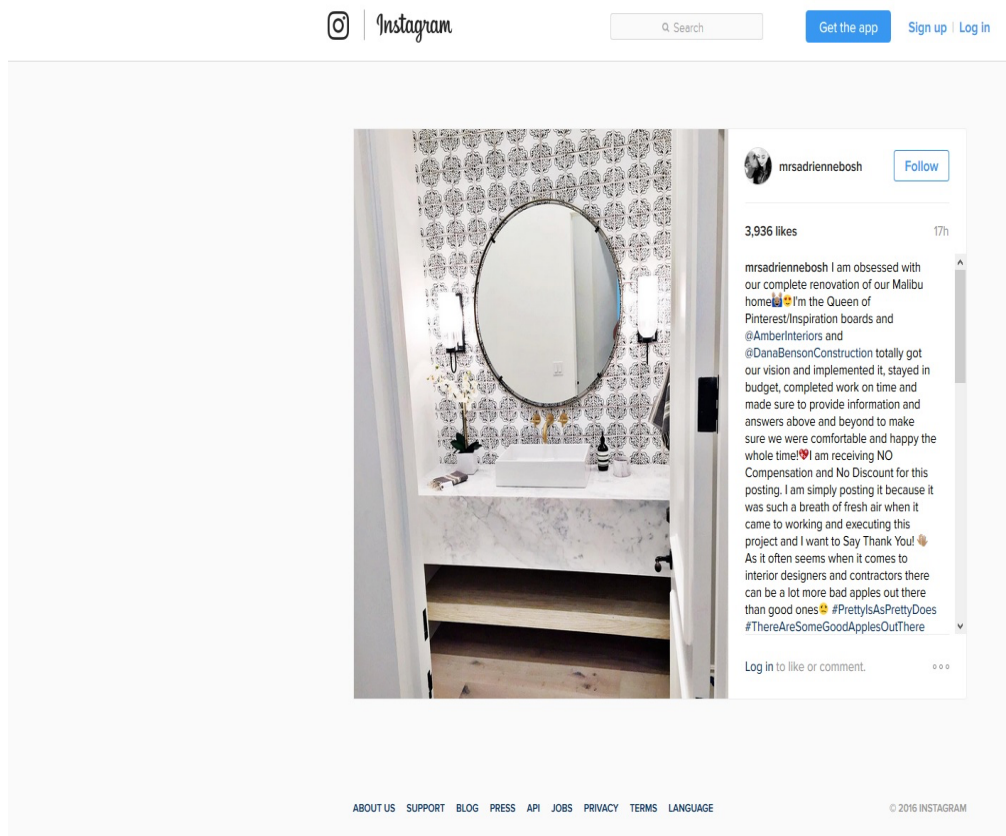 Instagram
Search
Get the app
Sign up | Log in
mrsadriennebosh
Follow
3,936 likes
17h
mrsadriennebosh I am obsessed with
our complete renovation of our Malibu
home🙌🏽😍I'm the Queen of
Pinterest/Inspiration boards and
@AmberInteriors and
@DanaBensonConstruction totally got
our vision and implemented it, stayed in
budget, completed work on time and
made sure to provide information and
answers above and beyond to make
sure we were comfortable and happy the
whole time!💖I am receiving NO
Compensation and No Discount for this
posting. I am simply posting it because it
was such a breath of fresh air when it
came to working and executing this
project and I want to Say Thank You!👋🏽
As it often seems when it comes to
interior designers and contractors there
can be a lot more bad apples out there
than good ones😕 #PrettyIsAsPrettyDoes
#ThereAreSomeGoodApplesOutThere
Log in to like or comment.
ABOUT US SUPPORT BLOG PRESS API JOBS PRIVACY TERMS LANGUAGE
© 2016 INSTAGRAM